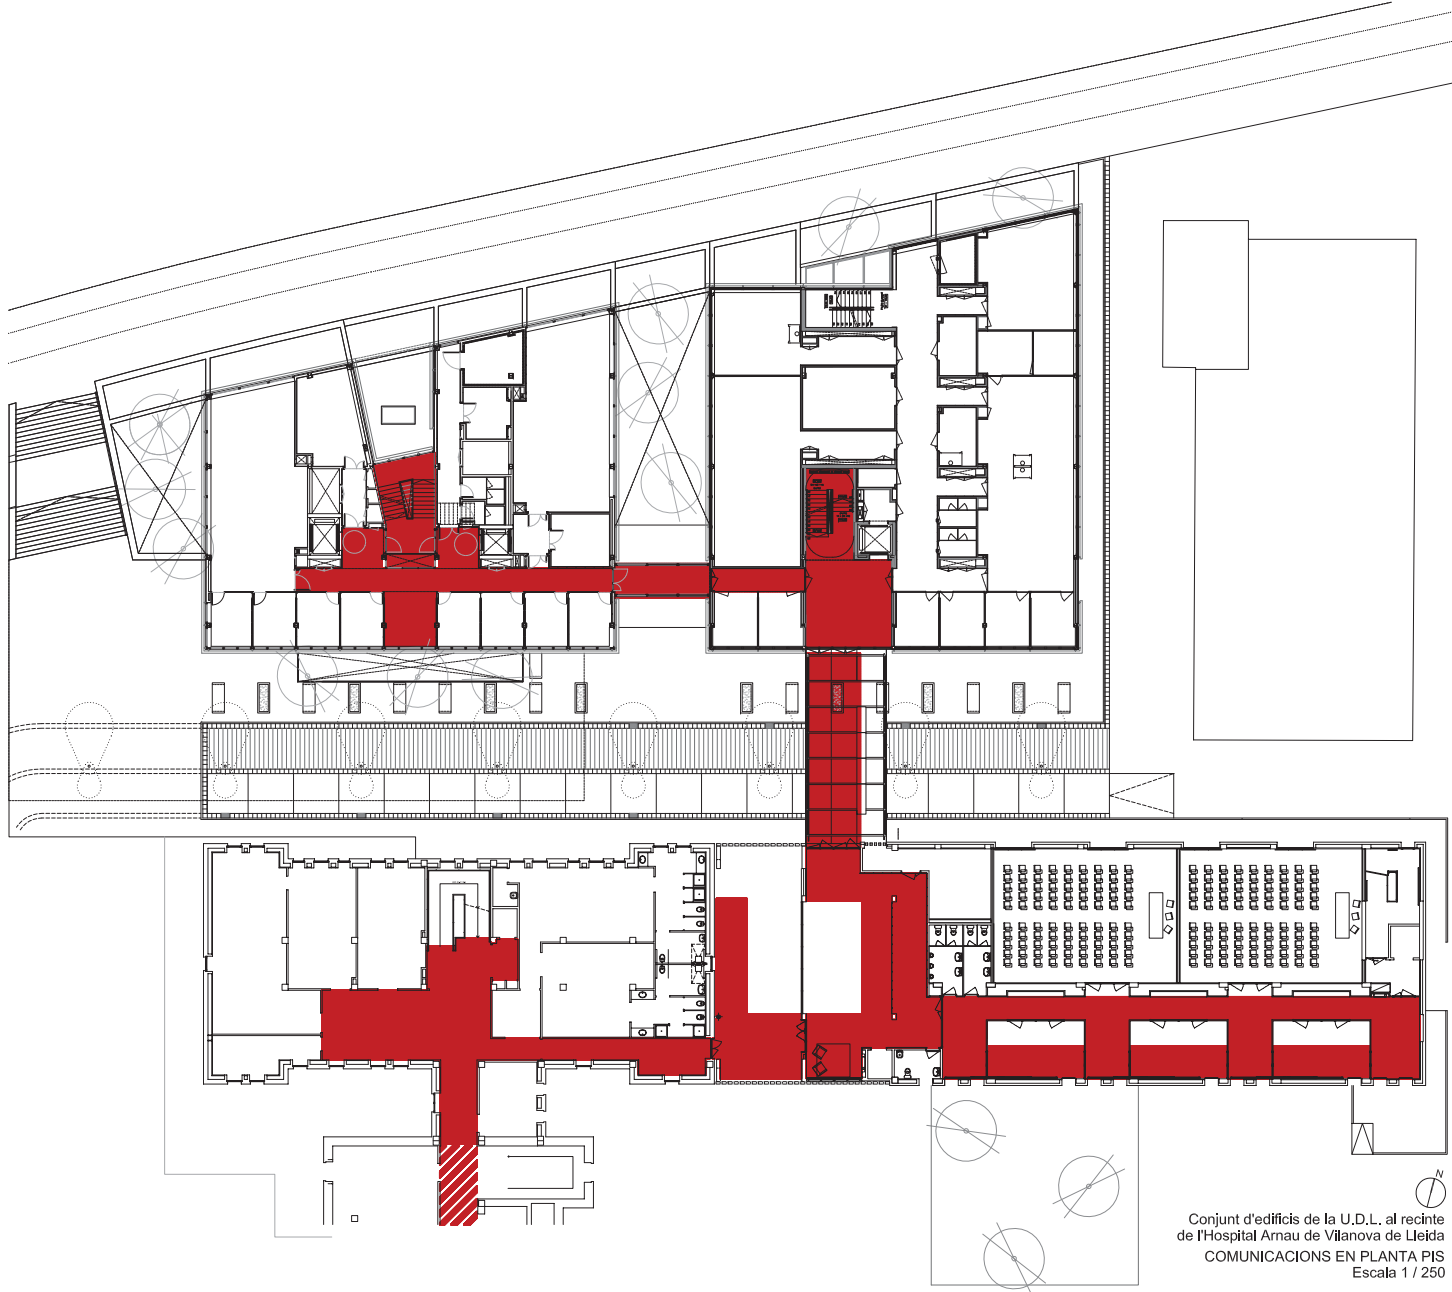 N
Conjunt d'edificis de la U.D.L. al recinte
de l'Hospital Arnau de Vilanova de Lleida
COMUNICACIONS EN PLANTA PIS
Escala 1 / 250